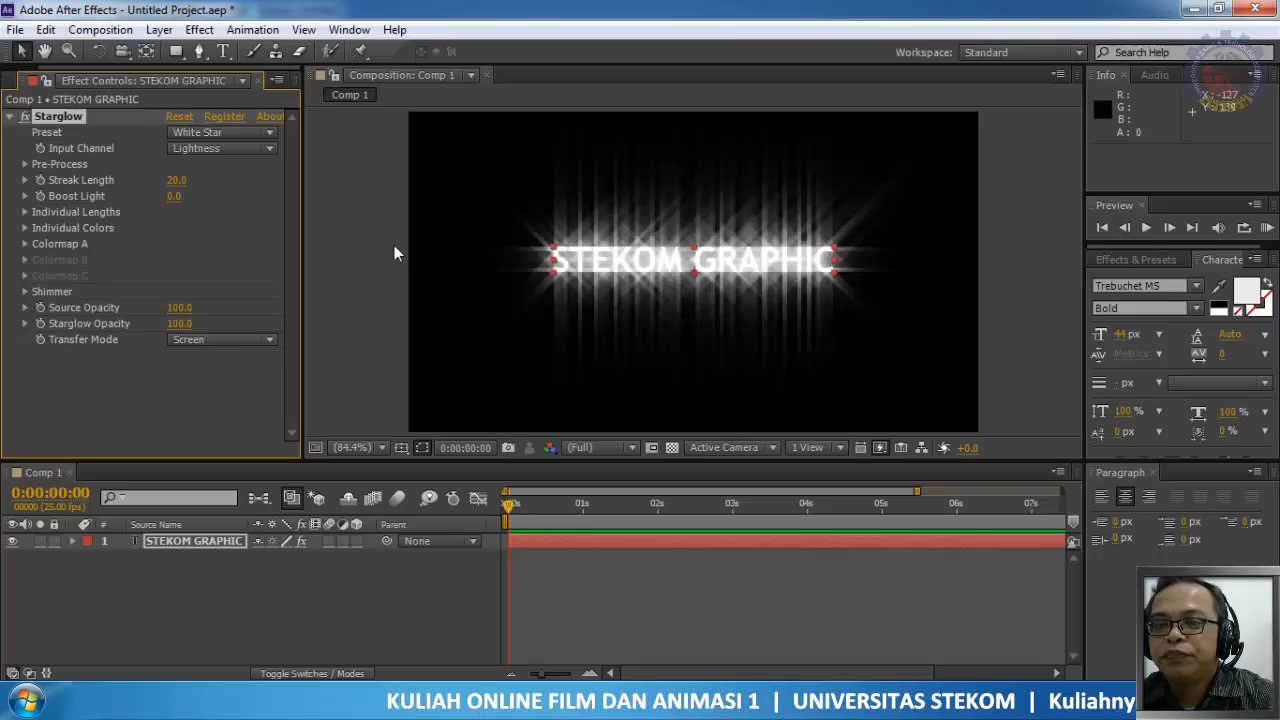 Adobe After Effects - Untitled Project.aep *
File Edit Composition Layer Effect Animation View Window Help
Workspace: Standard Search Help
Effect Controls: STEKOM GRAPHIC
Composition: Comp 1
Info Audio
Comp 1 • STEKOM GRAPHIC
Comp 1
fx Starglow Reset Register About
Preset White Star
Input Channel Lightness
Pre-Process
Streak Length 20.0
Boost Light 0.0
Individual Lengths
Individual Colors
Colormap A
Colormap B
Colormap C
Shimmer
Source Opacity 100.0
Starglow Opacity 100.0
Transfer Mode Screen
STEKOM GRAPHIC
(84.4%) 0:00:00:00 (Full) Active Camera 1 View +0.0
R: X: -127
G:
B:
A: 0
Preview
Effects & Presets Characte
Trebuchet MS
Bold
44 px Auto
Metrics 0
- px
100 % 100 %
0 px 0 %
Comp 1
0:00:00:00
00000 (25.00 fps)
01s 02s 03s 04s 05s 06s 07s
# Source Name Parent
1 T STEKOM GRAPHIC None
Toggle Switches / Modes
Paragraph
0 px 0 px 0 px
0 px 0 px
KULIAH ONLINE FILM DAN ANIMASI 1 | UNIVERSITAS STEKOM | Kuliahny